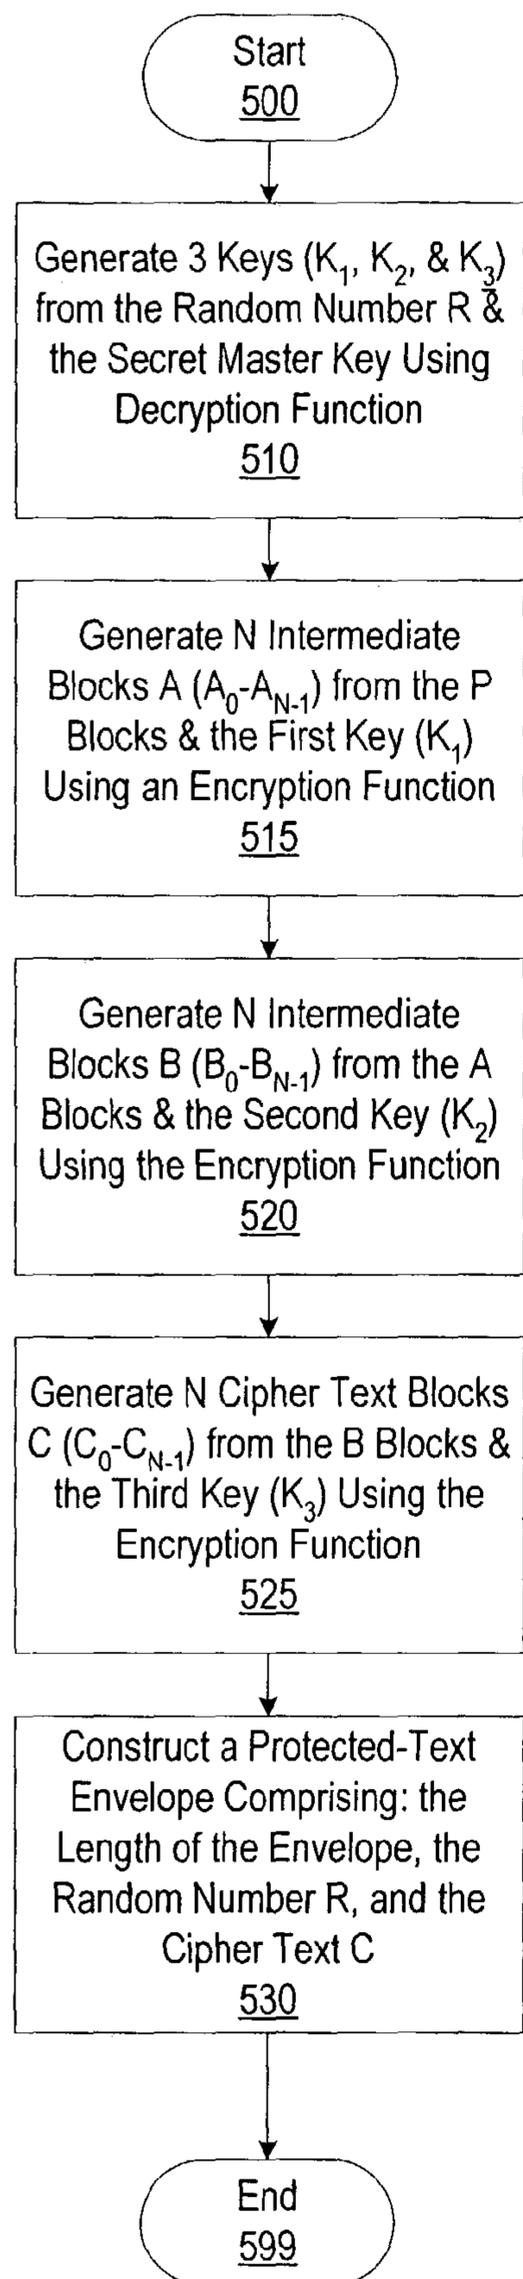 Start
500
Generate 3 Keys (K₁, K₂, & K₃)
from the Random Number R &
the Secret Master Key Using
Decryption Function
510
Generate N Intermediate
Blocks A (A₀-A_N-1) from the P
Blocks & the First Key (K₁)
Using an Encryption Function
515
Generate N Intermediate
Blocks B (B₀-B_N-1) from the A
Blocks & the Second Key (K₂)
Using the Encryption Function
520
Generate N Cipher Text Blocks
C (C₀-C_N-1) from the B Blocks &
the Third Key (K₃) Using the
Encryption Function
525
Construct a Protected-Text
Envelope Comprising: the
Length of the Envelope, the
Random Number R, and the
Cipher Text C
530
End
599